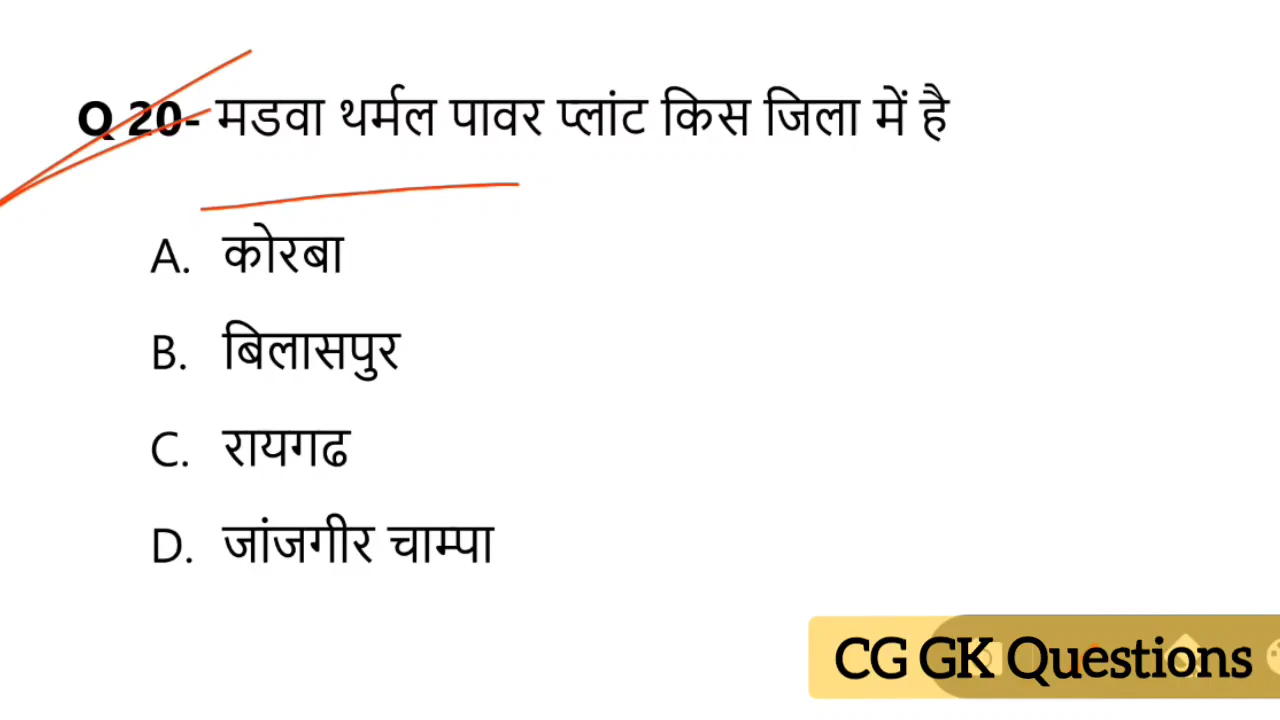 Q 20- मडवा थर्मल पावर प्लांट किस जिला में है
A. कोरबा
B. बिलासपुर
C. रायगढ
D. जांजगीर चाम्पा
CG GK Questions